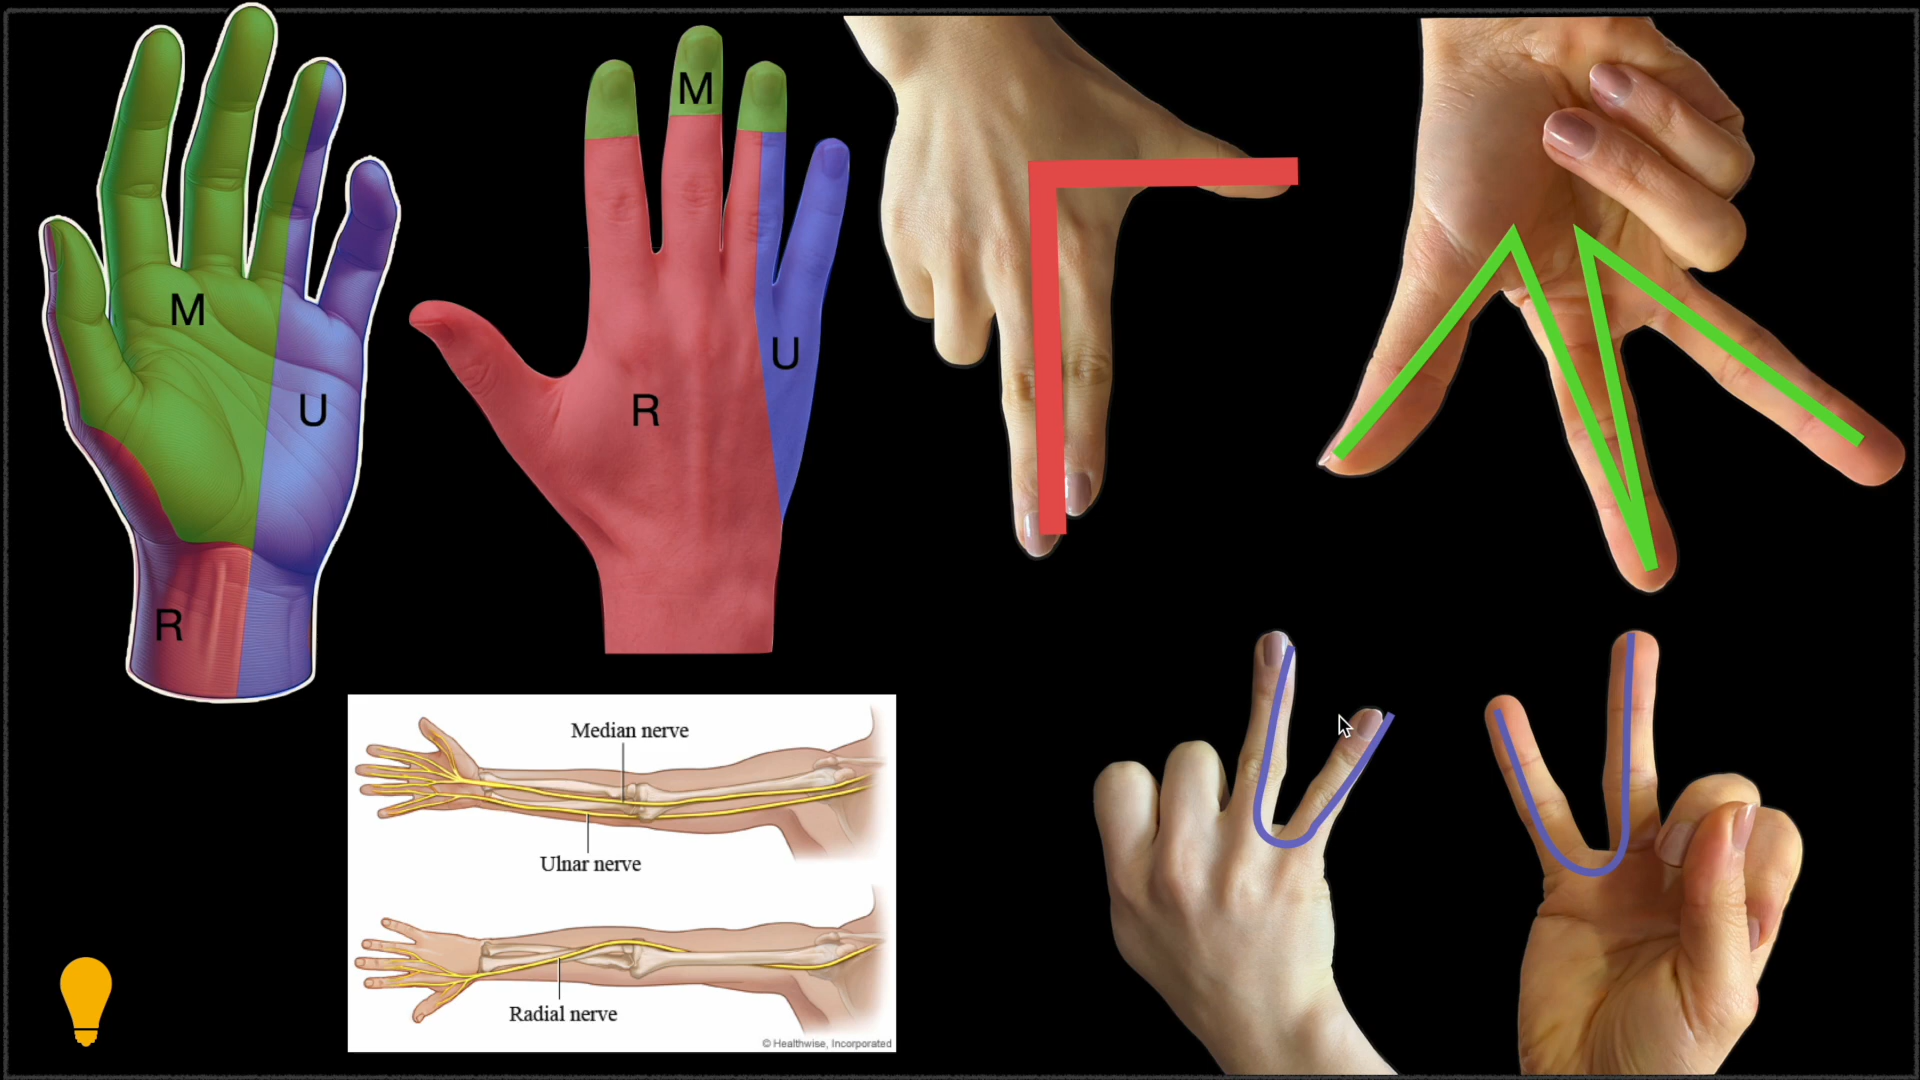 M
U
R
M
R
U
Median nerve
Ulnar nerve
Radial nerve
© Healthwise, Incorporated